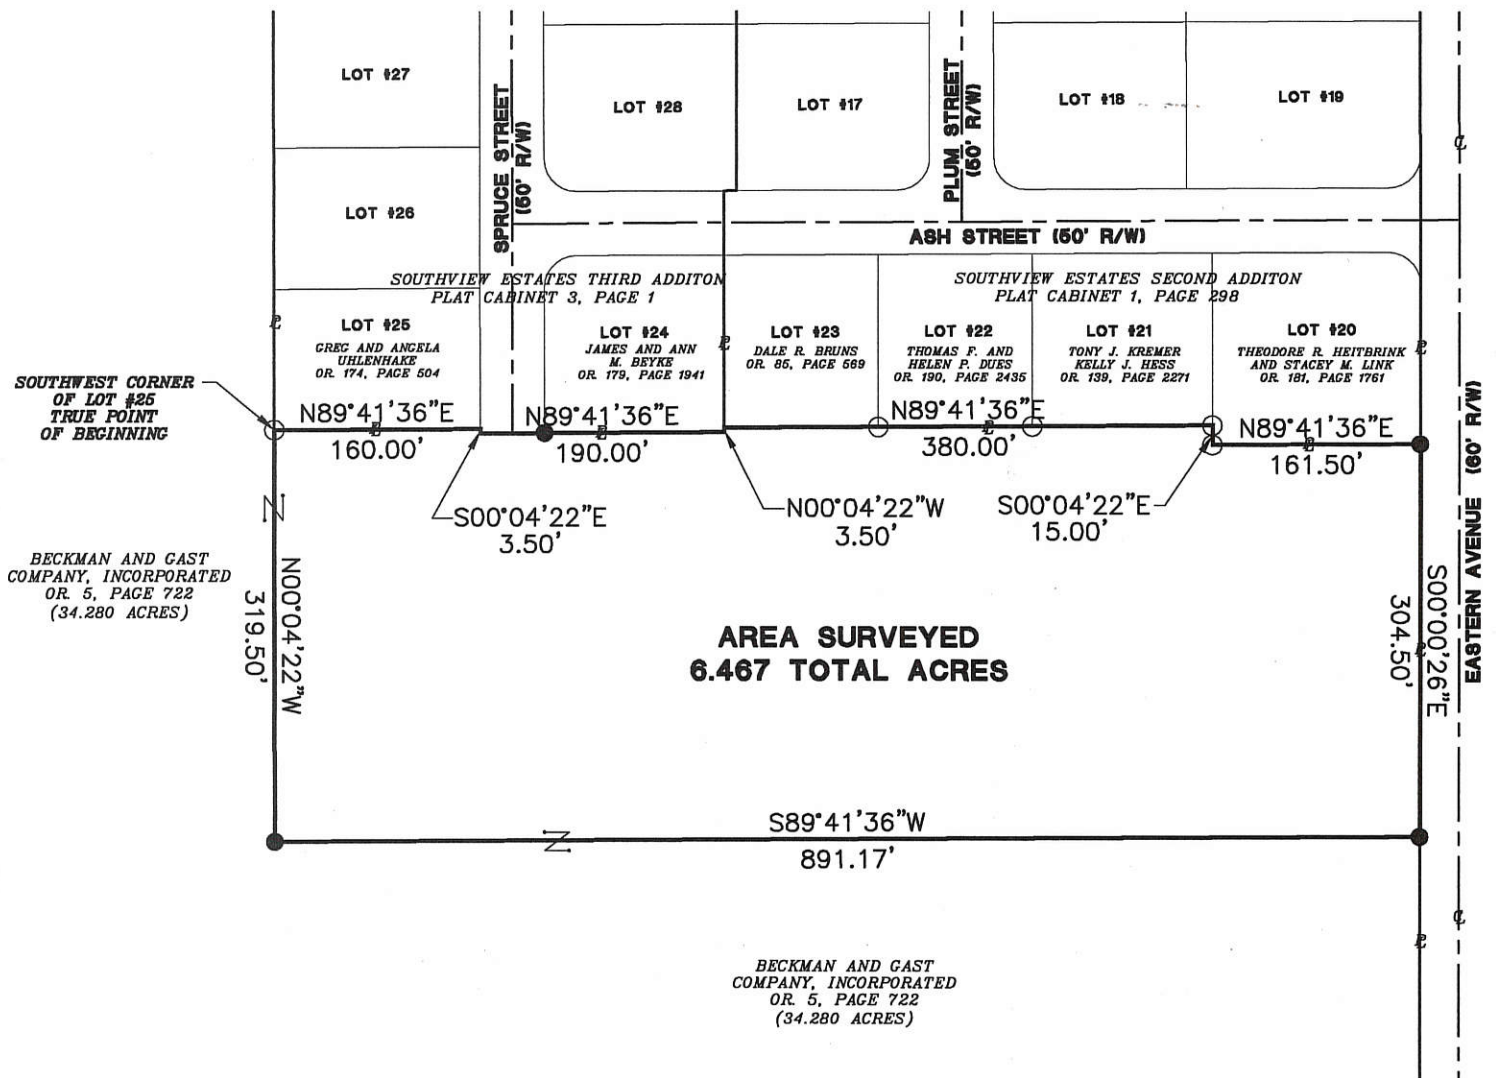 LOT #27
LOT #28
LOT #17
LOT #18
LOT #19
SPRUCE STREET
(50' R/W)
PLUM STREET
(50' R/W)
LOT #26
ASH STREET (50' R/W)
SOUTHVIEW ESTATES THIRD ADDITON
PLAT CABINET 3, PAGE 1
SOUTHVIEW ESTATES SECOND ADDITON
PLAT CABINET 1, PAGE 298
LOT #25
GREG AND ANGELA
UHLENHAKE
OR. 174, PAGE 504
LOT #24
JAMES AND ANN
M. BEYKE
OR. 179, PAGE 1941
LOT #23
DALE R. BRUNS
OR. 85, PAGE 569
LOT #22
THOMAS F. AND
HELEN P. DUES
OR. 190, PAGE 2435
LOT #21
TONY J. KREMER
KELLY J. HESS
OR. 139, PAGE 2271
LOT #20
THEODORE R. HEITBRINK
AND STACEY M. LINK
OR. 181, PAGE 1761
SOUTHWEST CORNER
OF LOT #25
TRUE POINT
OF BEGINNING
N89°41'36"E
160.00'
N89°41'36"E
190.00'
N89°41'36"E
380.00'
N89°41'36"E
161.50'
S00°04'22"E
3.50'
N00°04'22"W
3.50'
S00°04'22"E
15.00'
EASTERN AVENUE (60' R/W)
BECKMAN AND GAST
COMPANY, INCORPORATED
OR. 5, PAGE 722
(34.280 ACRES)
N00°04'22"W
319.50'
AREA SURVEYED
6.467 TOTAL ACRES
S00°00'26"E
304.50'
S89°41'36"W
891.17'
BECKMAN AND GAST
COMPANY, INCORPORATED
OR. 5, PAGE 722
(34.280 ACRES)